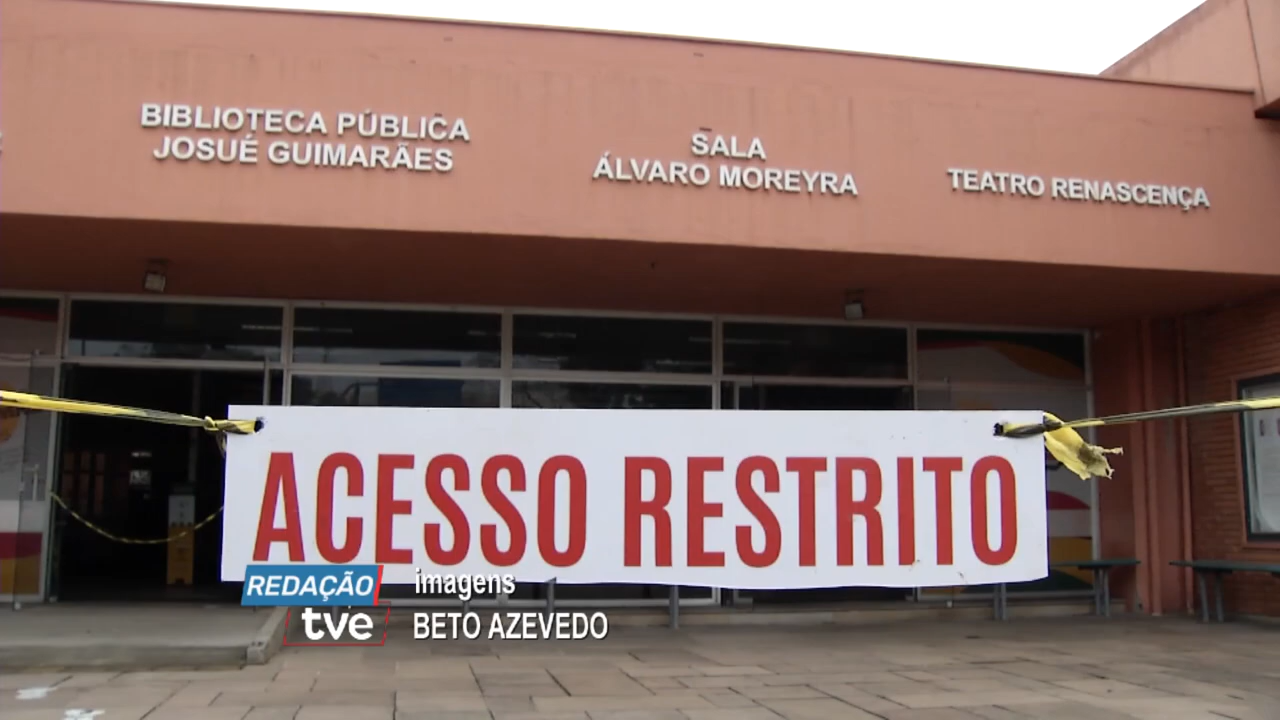 BIBLIOTECA PÚBLICA
JOSUÉ GUIMARÃES
SALA
ÁLVARO MOREYRA
TEATRO RENASCENÇA
ACESSO RESTRITO
REDAÇÃO
tve
imagens
BETO AZEVEDO